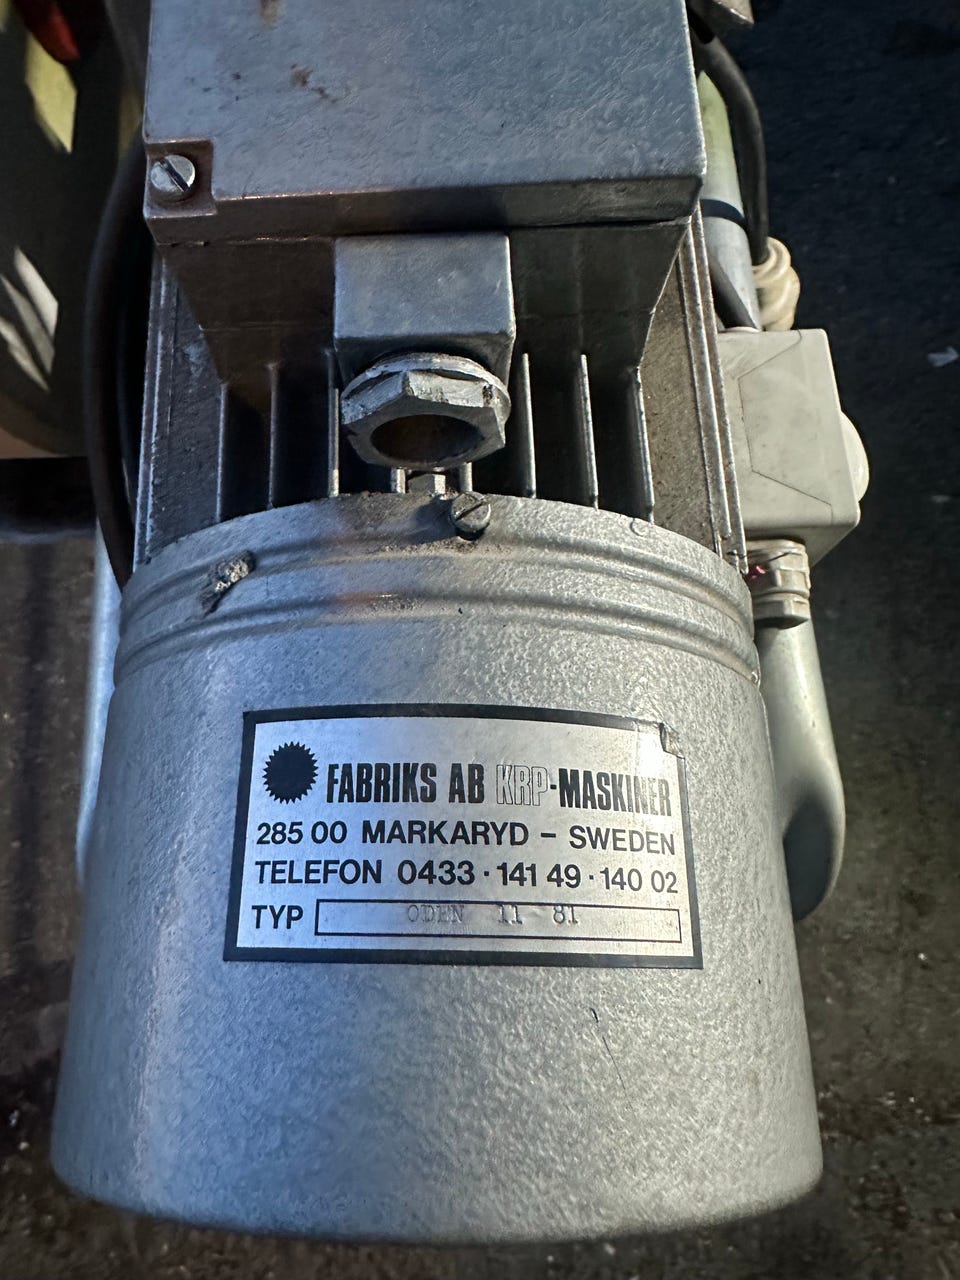 FABRIKS AB KRP-MASKINER
285 00 MARKARYD – SWEDEN
TELEFON 0433 · 141 49 · 140 02
TYP ODEN 11 81